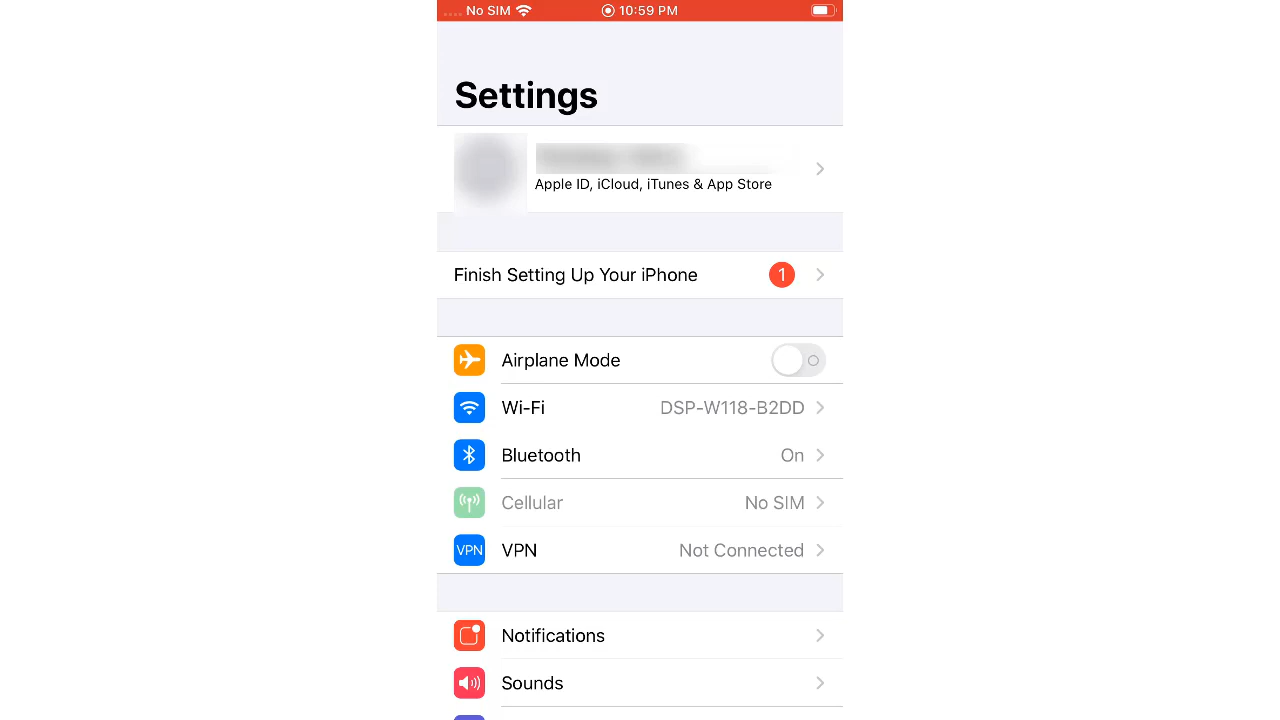 No SIM 10:59 PM
Settings
Apple ID, iCloud, iTunes & App Store
Finish Setting Up Your iPhone 1
Airplane Mode
Wi-Fi DSP-W118-B2DD
Bluetooth On
Cellular No SIM
VPN VPN Not Connected
Notifications
Sounds